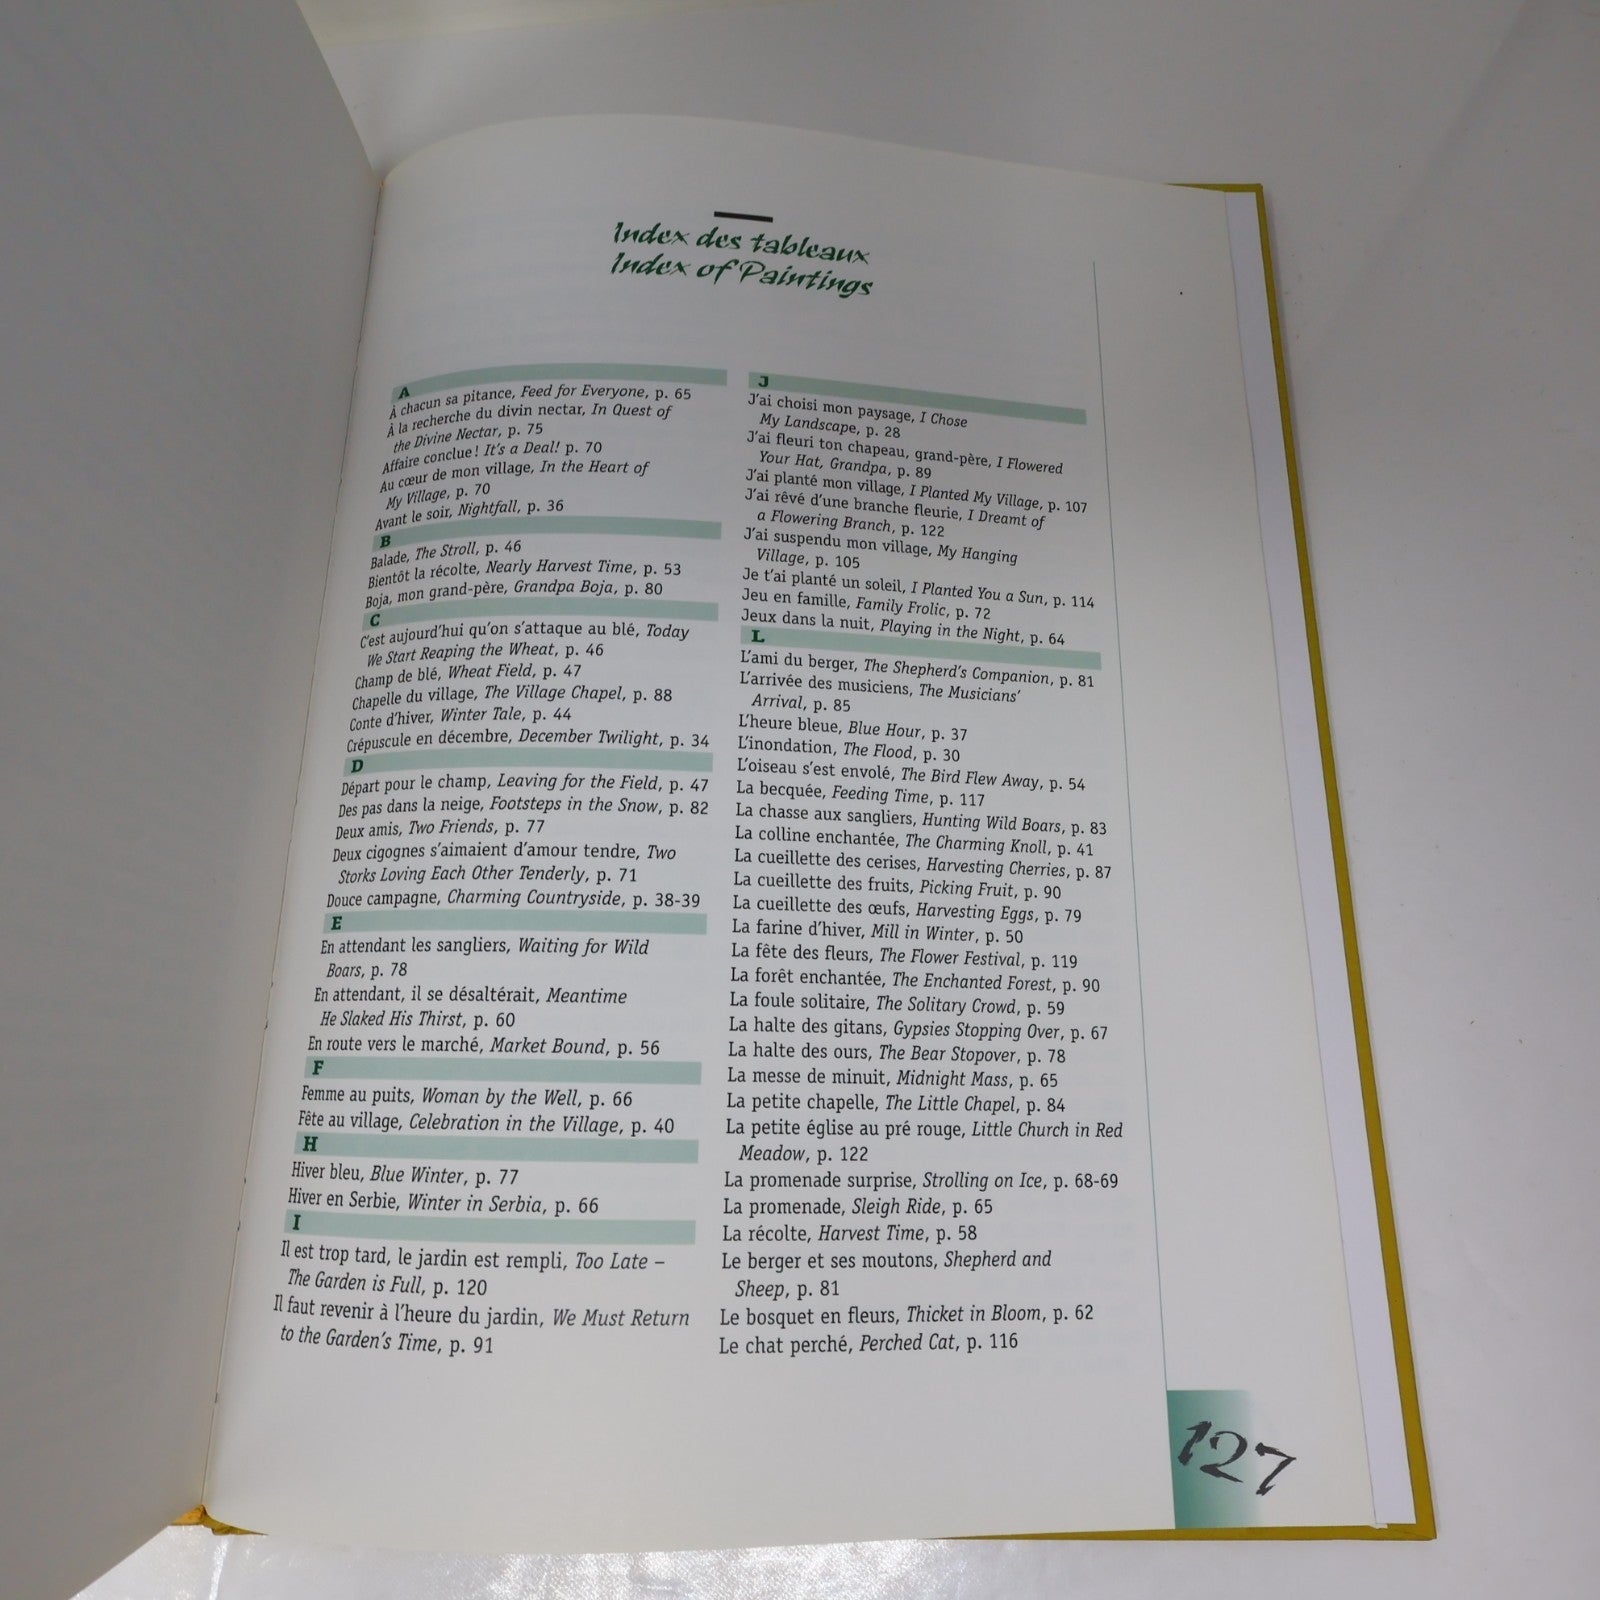 Index des tableaux
Index of Paintings
A
À chacun sa pitance, Feed for Everyone, p. 65
À la recherche du divin nectar, In Quest of
the Divine Nectar, p. 75
Affaire conclue ! It's a Deal! p. 70
Au cœur de mon village, In the Heart of
My Village, p. 70
Avant le soir, Nightfall, p. 36
B
Balade, The Stroll, p. 46
Bientôt la récolte, Nearly Harvest Time, p. 53
Boja, mon grand-père, Grandpa Boja, p. 80
C
C'est aujourd'hui qu'on s'attaque au blé, Today
We Start Reaping the Wheat, p. 46
Champ de blé, Wheat Field, p. 47
Chapelle du village, The Village Chapel, p. 88
Conte d'hiver, Winter Tale, p. 44
Crépuscule en décembre, December Twilight, p. 34
D
Départ pour le champ, Leaving for the Field, p. 47
Des pas dans la neige, Footsteps in the Snow, p. 82
Deux amis, Two Friends, p. 77
Deux cigognes s'aimaient d'amour tendre, Two
Storks Loving Each Other Tenderly, p. 71
Douce campagne, Charming Countryside, p. 38-39
E
En attendant les sangliers, Waiting for Wild
Boars, p. 78
En attendant, il se désaltérait, Meantime
He Slaked His Thirst, p. 60
En route vers le marché, Market Bound, p. 56
F
Femme au puits, Woman by the Well, p. 66
Fête au village, Celebration in the Village, p. 40
H
Hiver bleu, Blue Winter, p. 77
Hiver en Serbie, Winter in Serbia, p. 66
I
Il est trop tard, le jardin est rempli, Too Late –
The Garden is Full, p. 120
Il faut revenir à l'heure du jardin, We Must Return
to the Garden's Time, p. 91
J
J'ai choisi mon paysage, I Chose
My Landscape, p. 28
J'ai fleuri ton chapeau, grand-père, I Flowered
Your Hat, Grandpa, p. 89
J'ai planté mon village, I Planted My Village, p. 107
J'ai rêvé d'une branche fleurie, I Dreamt of
a Flowering Branch, p. 122
J'ai suspendu mon village, My Hanging
Village, p. 105
Je t'ai planté un soleil, I Planted You a Sun, p. 114
Jeu en famille, Family Frolic, p. 72
Jeux dans la nuit, Playing in the Night, p. 64
L
L'ami du berger, The Shepherd's Companion, p. 81
L'arrivée des musiciens, The Musicians'
Arrival, p. 85
L'heure bleue, Blue Hour, p. 37
L'inondation, The Flood, p. 30
L'oiseau s'est envolé, The Bird Flew Away, p. 54
La becquée, Feeding Time, p. 117
La chasse aux sangliers, Hunting Wild Boars, p. 83
La colline enchantée, The Charming Knoll, p. 41
La cueillette des cerises, Harvesting Cherries, p. 87
La cueillette des fruits, Picking Fruit, p. 90
La cueillette des œufs, Harvesting Eggs, p. 79
La farine d'hiver, Mill in Winter, p. 50
La fête des fleurs, The Flower Festival, p. 119
La forêt enchantée, The Enchanted Forest, p. 90
La foule solitaire, The Solitary Crowd, p. 59
La halte des gitans, Gypsies Stopping Over, p. 67
La halte des ours, The Bear Stopover, p. 78
La messe de minuit, Midnight Mass, p. 65
La petite chapelle, The Little Chapel, p. 84
La petite église au pré rouge, Little Church in Red
Meadow, p. 122
La promenade surprise, Strolling on Ice, p. 68-69
La promenade, Sleigh Ride, p. 65
La récolte, Harvest Time, p. 58
Le berger et ses moutons, Shepherd and
Sheep, p. 81
Le bosquet en fleurs, Thicket in Bloom, p. 62
Le chat perché, Perched Cat, p. 116
127